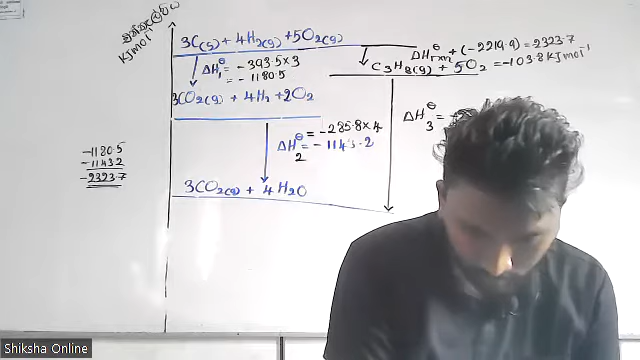 KJmol⁻¹
3C(s) + 4H2(g) + 5O2(g)
ΔH1^θ = -393.5 x 3
= -1180.5
ΔHrxn^θ + (-2219.9) = 2323.7
C3H8(g) + 5O2 = -103.8 KJmol⁻¹
3CO2(g) + 4H2 + 2O2
ΔH3^θ =
ΔH2^θ = -285.8 x 4
= -1143.2
-1180.5
-1143.2
-2323.7
3CO2(g) + 4H2O
Shiksha Online